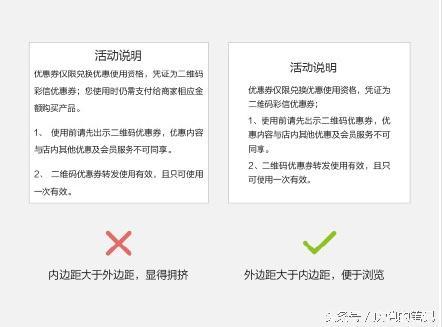 活动说明
优惠券仅限兑换优惠使用资格，凭证为二维码
彩信优惠券；您使用时仍需支付给商家相应金
额购买产品。
1、 使用前请先出示二维码优惠券，优惠内容
与店内其他优惠及会员服务不可同享。
2、 二维码优惠券转发使用有效，且只可使用
一次有效。
活动说明
优惠券仅限兑换优惠使用资格，凭证为
二维码彩信优惠券；
1、使用前请先出示二维码优惠券，优
惠内容与店内其他优惠及会员服务不可
同享。
2、二维码优惠券转发使用有效，且只
可使用一次有效。
内边距大于外边距，显得拥挤
外边距大于内边距，便于浏览